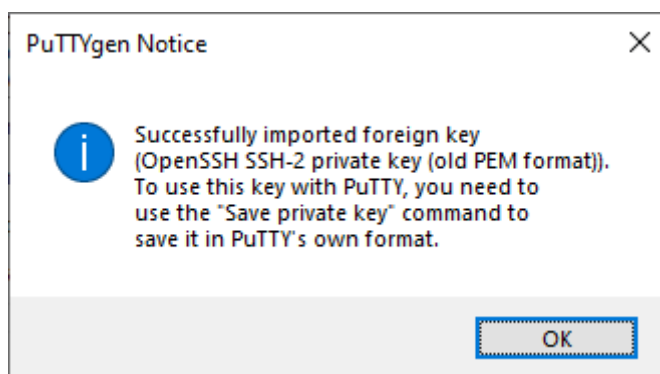 PuTTYgen Notice
Successfully imported foreign key
(OpenSSH SSH-2 private key (old PEM format)).
To use this key with PuTTY, you need to
use the "Save private key" command to
save it in PuTTY's own format.
OK